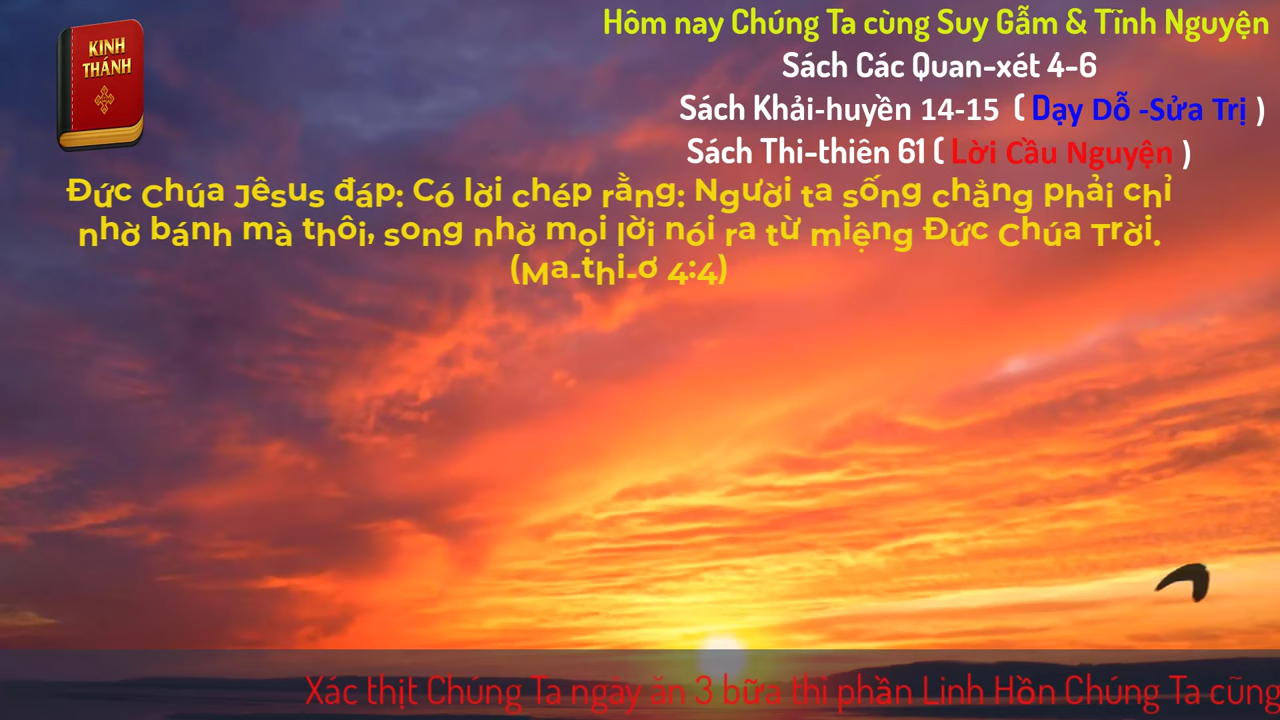 KINH
THÁNH
Hôm nay Chúng Ta cùng Suy Gẫm & Tĩnh Nguyện
Sách Các Quan-xét 4-6
Sách Khải-huyền 14-15 ( Dạy Dỗ -Sửa Trị )
Sách Thi-thiên 61 ( Lời Cầu Nguyện )
Đức Chúa Jêsus đáp: Có lời chép rằng: Người ta sống chẳng phải chỉ
nhờ bánh mà thôi, song nhờ mọi lời nói ra từ miệng Đức Chúa Trời.
(Ma-thi-ơ 4:4)
Xác thịt Chúng Ta ngày ăn 3 bữa thì phần Linh Hồn Chúng Ta cũng